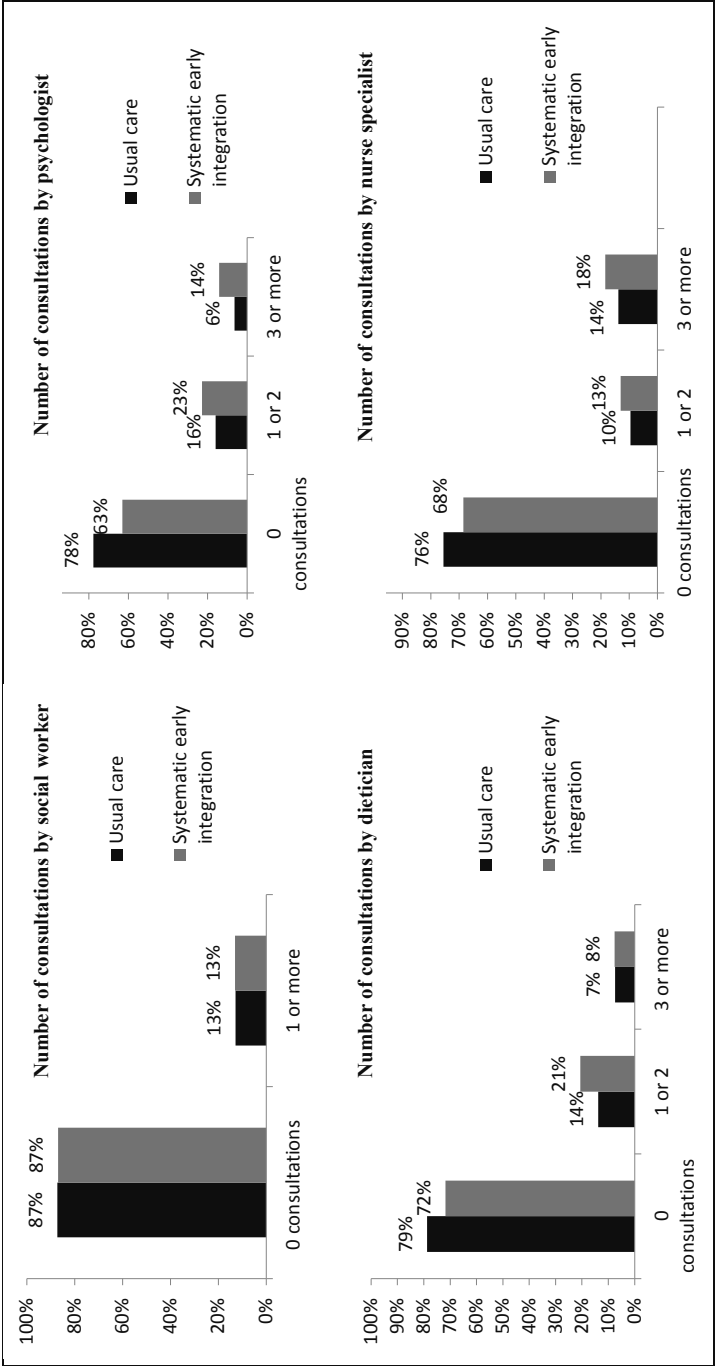 Number of consultations by social worker
100%
80%
60%
40%
20%
0%
87%
87%
13%
13%
0 consultations
1 or more
Usual care
Systematic early
integration
Number of consultations by psychologist
80%
60%
40%
20%
0%
78%
63%
16%
23%
6%
14%
0
consultations
1 or 2
3 or more
Usual care
Systematic early
integration
Number of consultations by dietician
100%
90%
80%
70%
60%
50%
40%
30%
20%
10%
0%
79%
72%
14%
21%
7%
8%
0
consultations
1 or 2
3 or more
Usual care
Systematic early
integration
Number of consultations by nurse specialist
90%
80%
70%
60%
50%
40%
30%
20%
10%
0%
76%
68%
10%
13%
14%
18%
0 consultations
1 or 2
3 or more
Usual care
Systematic early
integration